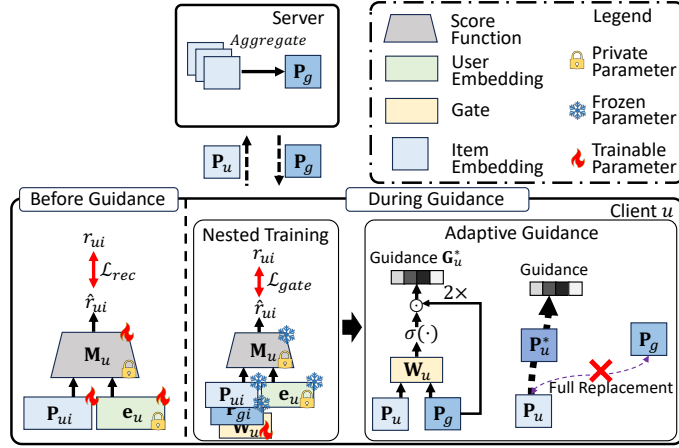 Server
Aggregate
P_g
P_u
P_g
Legend
Score Function
Private Parameter
User Embedding
Frozen Parameter
Gate
Item Embedding
Trainable Parameter
Before Guidance
During Guidance
Client u
r_ui
L_rec
r̂_ui
M_u
P_ui
e_u
Nested Training
r_ui
L_gate
r̂_ui
M_u
P_ui
e_u
P_gi
W_u
Adaptive Guidance
Guidance G_u^*
2×
⊙
σ(·)
W_u
P_u
P_g
Guidance
P_u^*
P_g
Full Replacement
P_u